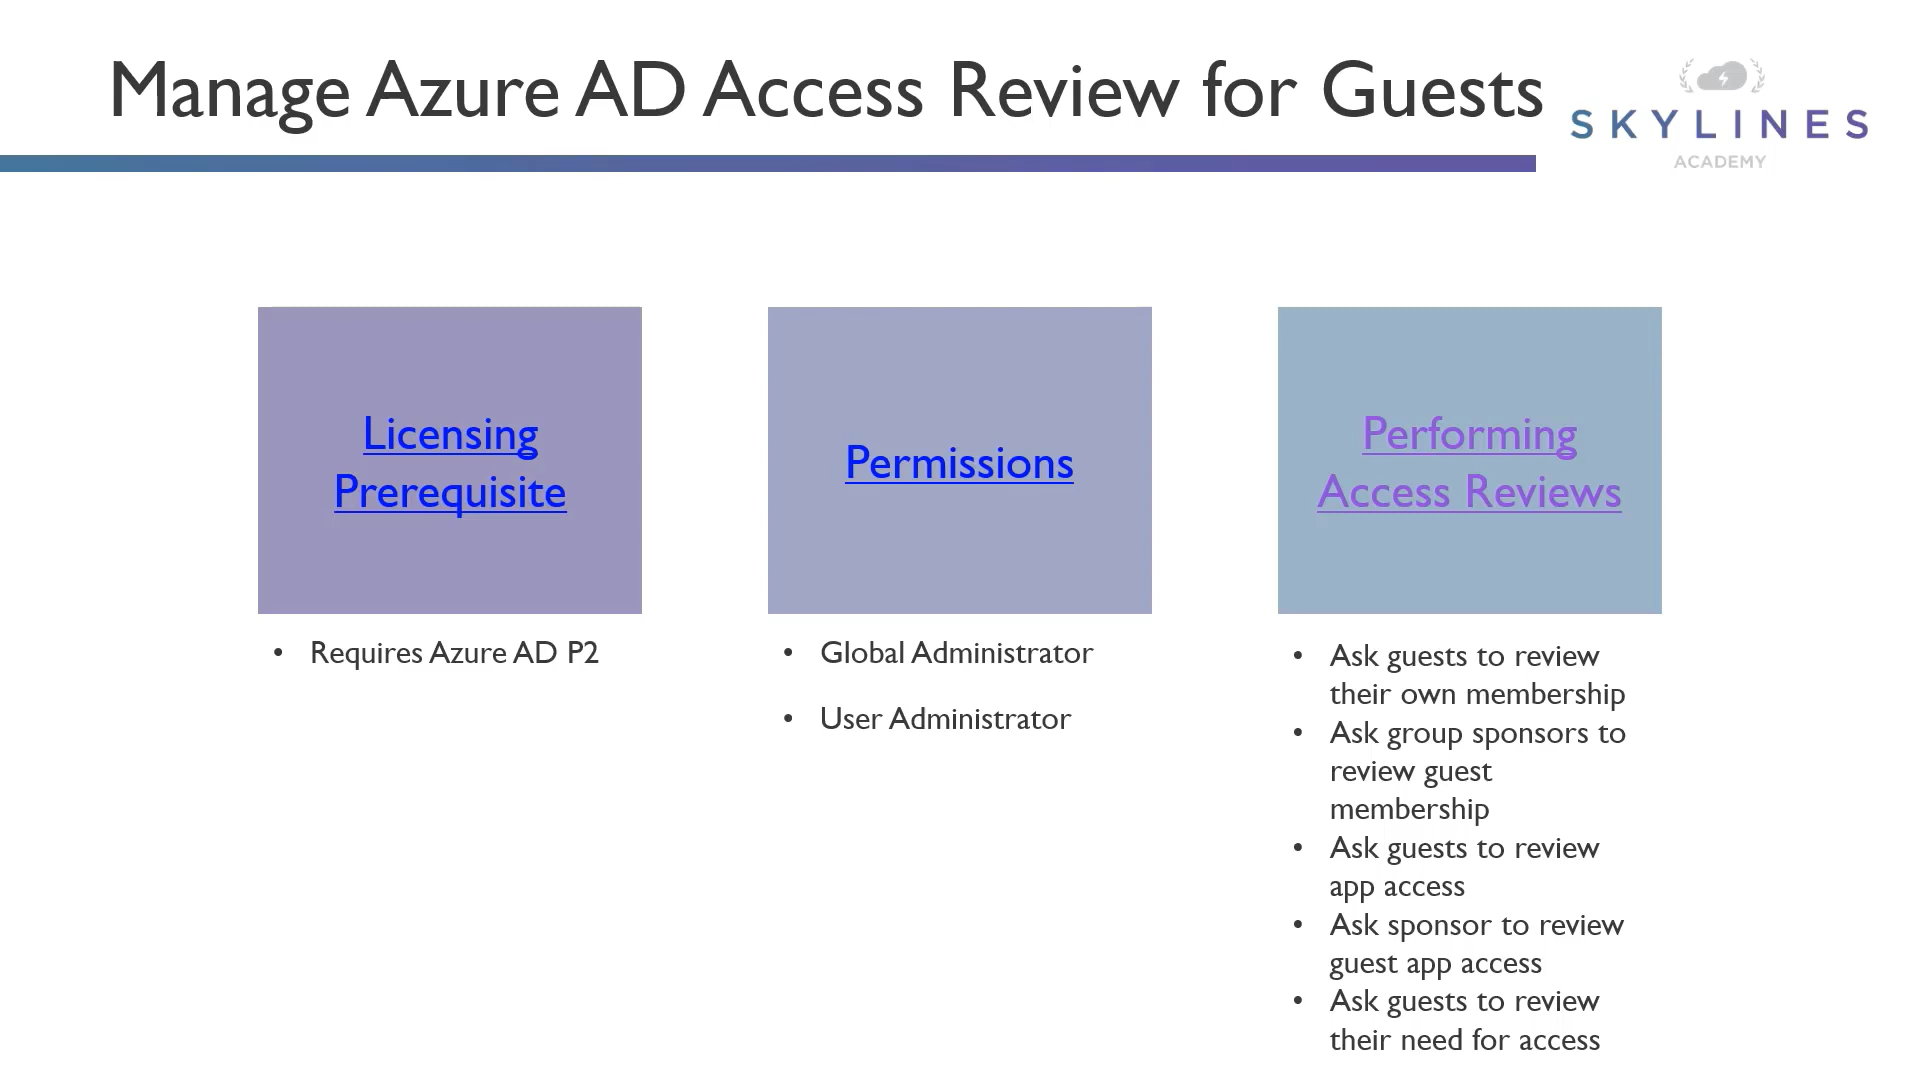 Manage Azure AD Access Review for Guests
SKYLINES
ACADEMY
Licensing
Prerequisite
• Requires Azure AD P2
Permissions
• Global Administrator
• User Administrator
Performing
Access Reviews
• Ask guests to review
their own membership
• Ask group sponsors to
review guest
membership
• Ask guests to review
app access
• Ask sponsor to review
guest app access
• Ask guests to review
their need for access